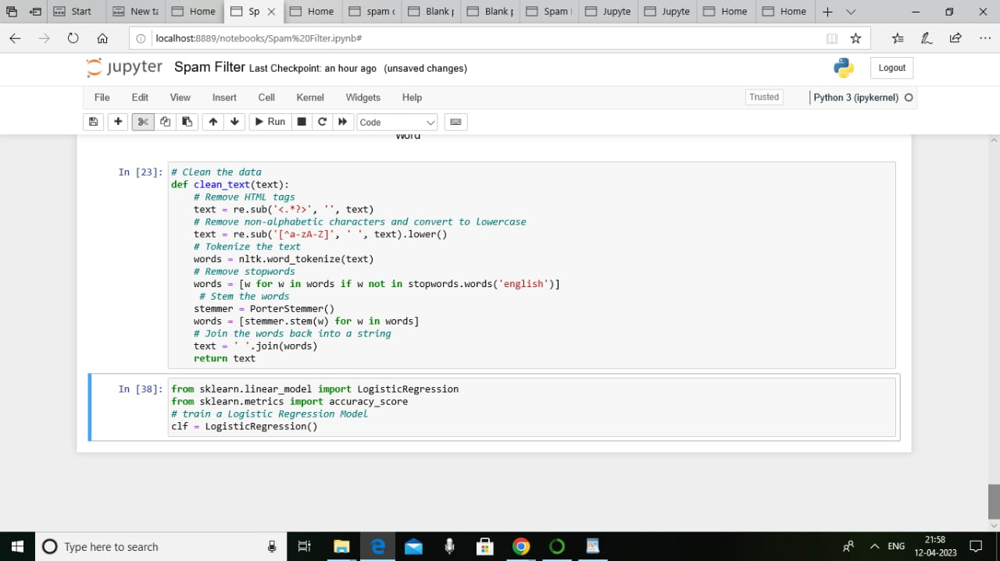 Start
New ta
Home
Sp
Home
spam c
Blank p
Blank p
Spam
Jupyte
Jupyte
Home
Home
localhost:8889/notebooks/Spam%20Filter.ipynb#
jupyter Spam Filter Last Checkpoint: an hour ago (unsaved changes)
Logout
File Edit View Insert Cell Kernel Widgets Help
Trusted
Python 3 (ipykernel)
Run
Code
Word
In [23]:
# Clean the data
def clean_text(text):
    # Remove HTML tags
    text = re.sub('<.*?>', '', text)
    # Remove non-alphabetic characters and convert to lowercase
    text = re.sub('[^a-zA-Z]', ' ', text).lower()
    # Tokenize the text
    words = nltk.word_tokenize(text)
    # Remove stopwords
    words = [w for w in words if w not in stopwords.words('english')]
     # Stem the words
    stemmer = PorterStemmer()
    words = [stemmer.stem(w) for w in words]
    # Join the words back into a string
    text = ' '.join(words)
    return text
In [38]:
from sklearn.linear_model import LogisticRegression
from sklearn.metrics import accuracy_score
# train a Logistic Regression Model
clf = LogisticRegression()
Type here to search
ENG
21:58
12-04-2023